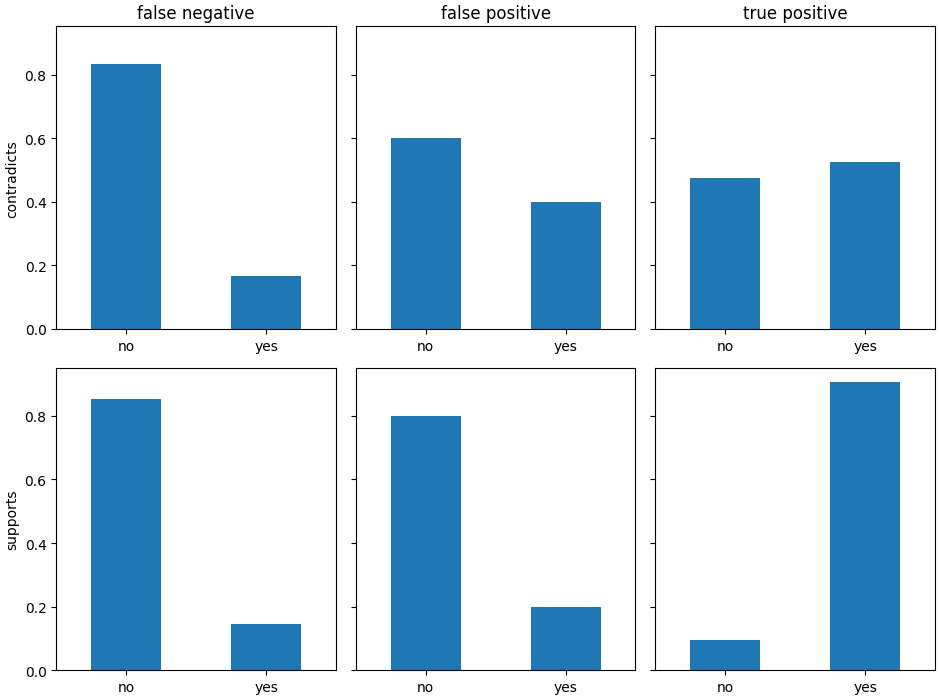 false negative
false positive
true positive
contradicts
0.8
0.6
0.4
0.2
0.0
no
yes
no
yes
no
yes
supports
0.8
0.6
0.4
0.2
0.0
no
yes
no
yes
no
yes